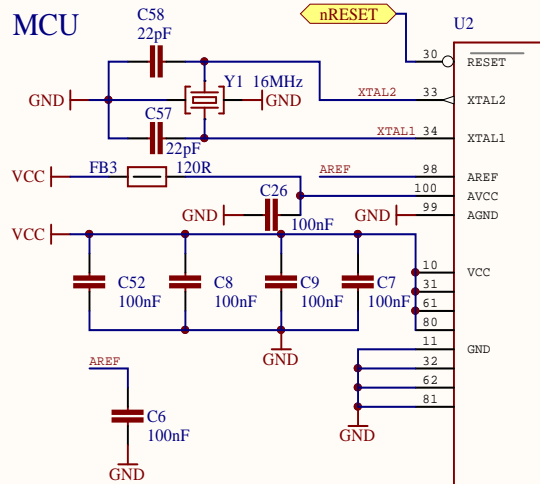 MCU
C58
22pF
nRESET
U2
30
RESET
Y1 16MHz
GND
GND
XTAL2
33
XTAL2
C57
22pF
XTAL1
34
XTAL1
VCC
FB3
120R
AREF
98
AREF
100
AVCC
C26
100nF
GND
GND
99
AGND
VCC
C52
100nF
C8
100nF
C9
100nF
C7
100nF
10
VCC
31
61
80
GND
11
GND
32
62
81
AREF
C6
100nF
GND
GND